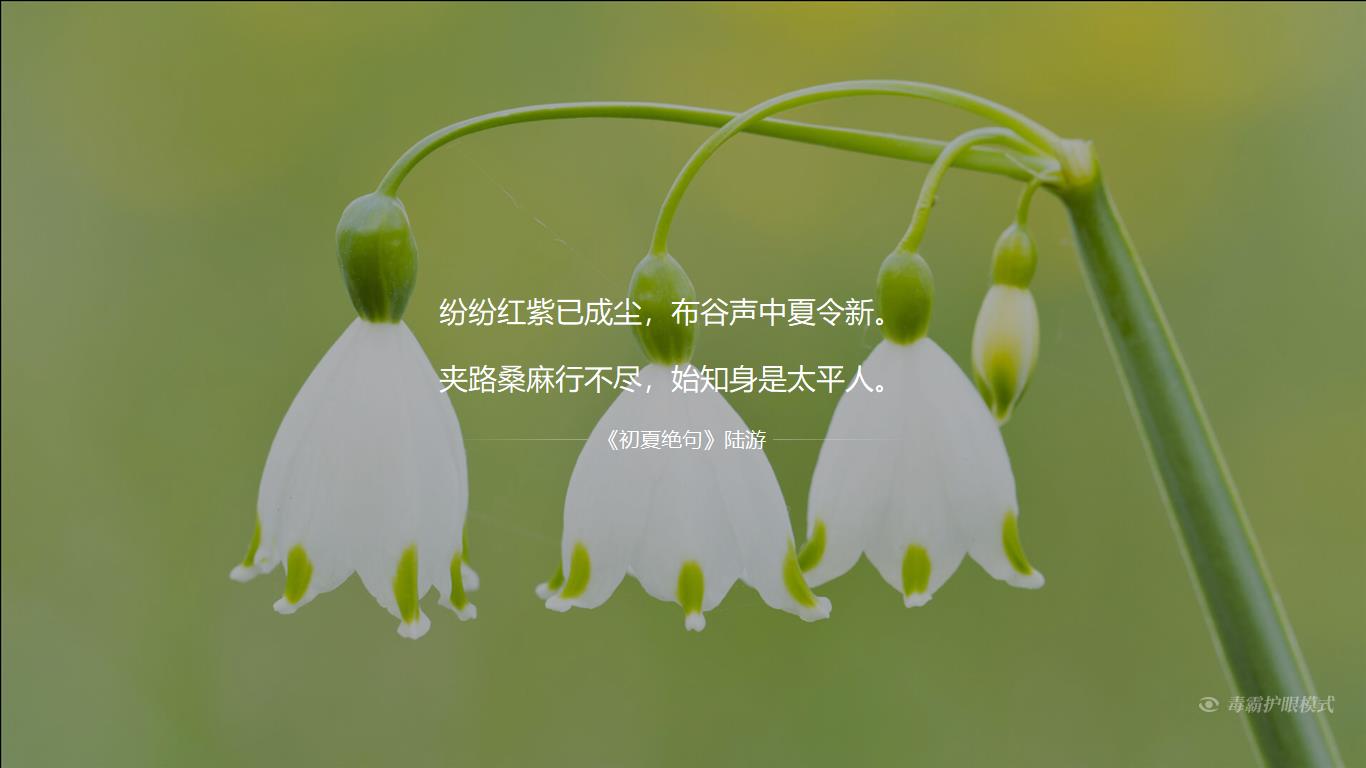 纷纷红紫已成尘，布谷声中夏令新。
夹路桑麻行不尽，始知身是太平人。
《初夏绝句》陆游
毒霸护眼模式